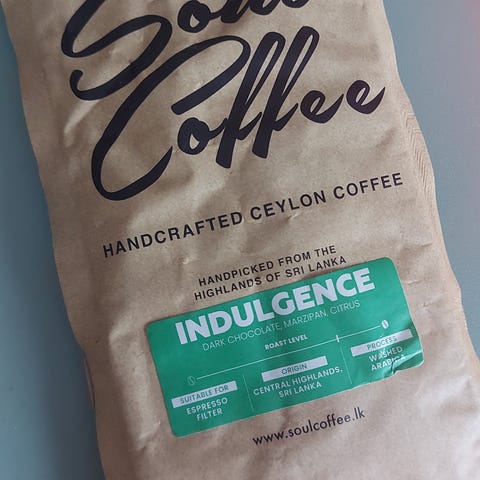 Soul
Coffee
HANDCRAFTED CEYLON COFFEE
HANDPICKED FROM THE
HIGHLANDS OF SRI LANKA
INDULGENCE
DARK CHOCOLATE, MARZIPAN, CITRUS
ROAST LEVEL
SUITABLE FOR
ESPRESSO
FILTER
ORIGIN
CENTRAL HIGHLANDS,
SRI LANKA
PROCESS
WASHED
ARABICA
www.soulcoffee.lk